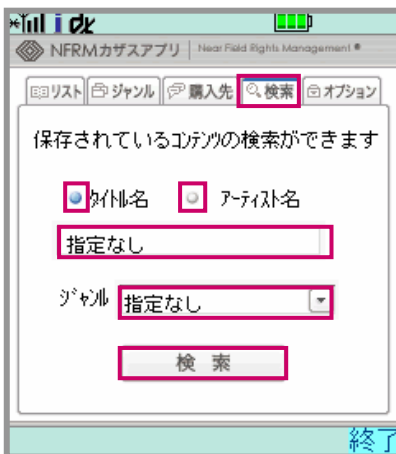 NFRMカザスアプリ Near Field Rights Management
リスト ジャンル 購入先 検索 オプション
保存されているｺﾝﾃﾝﾂの検索ができます
ﾀｲﾄﾙ名 ｱｰﾃｨｽﾄ名
指定なし
ｼﾞｬﾝﾙ 指定なし
検 索
終了